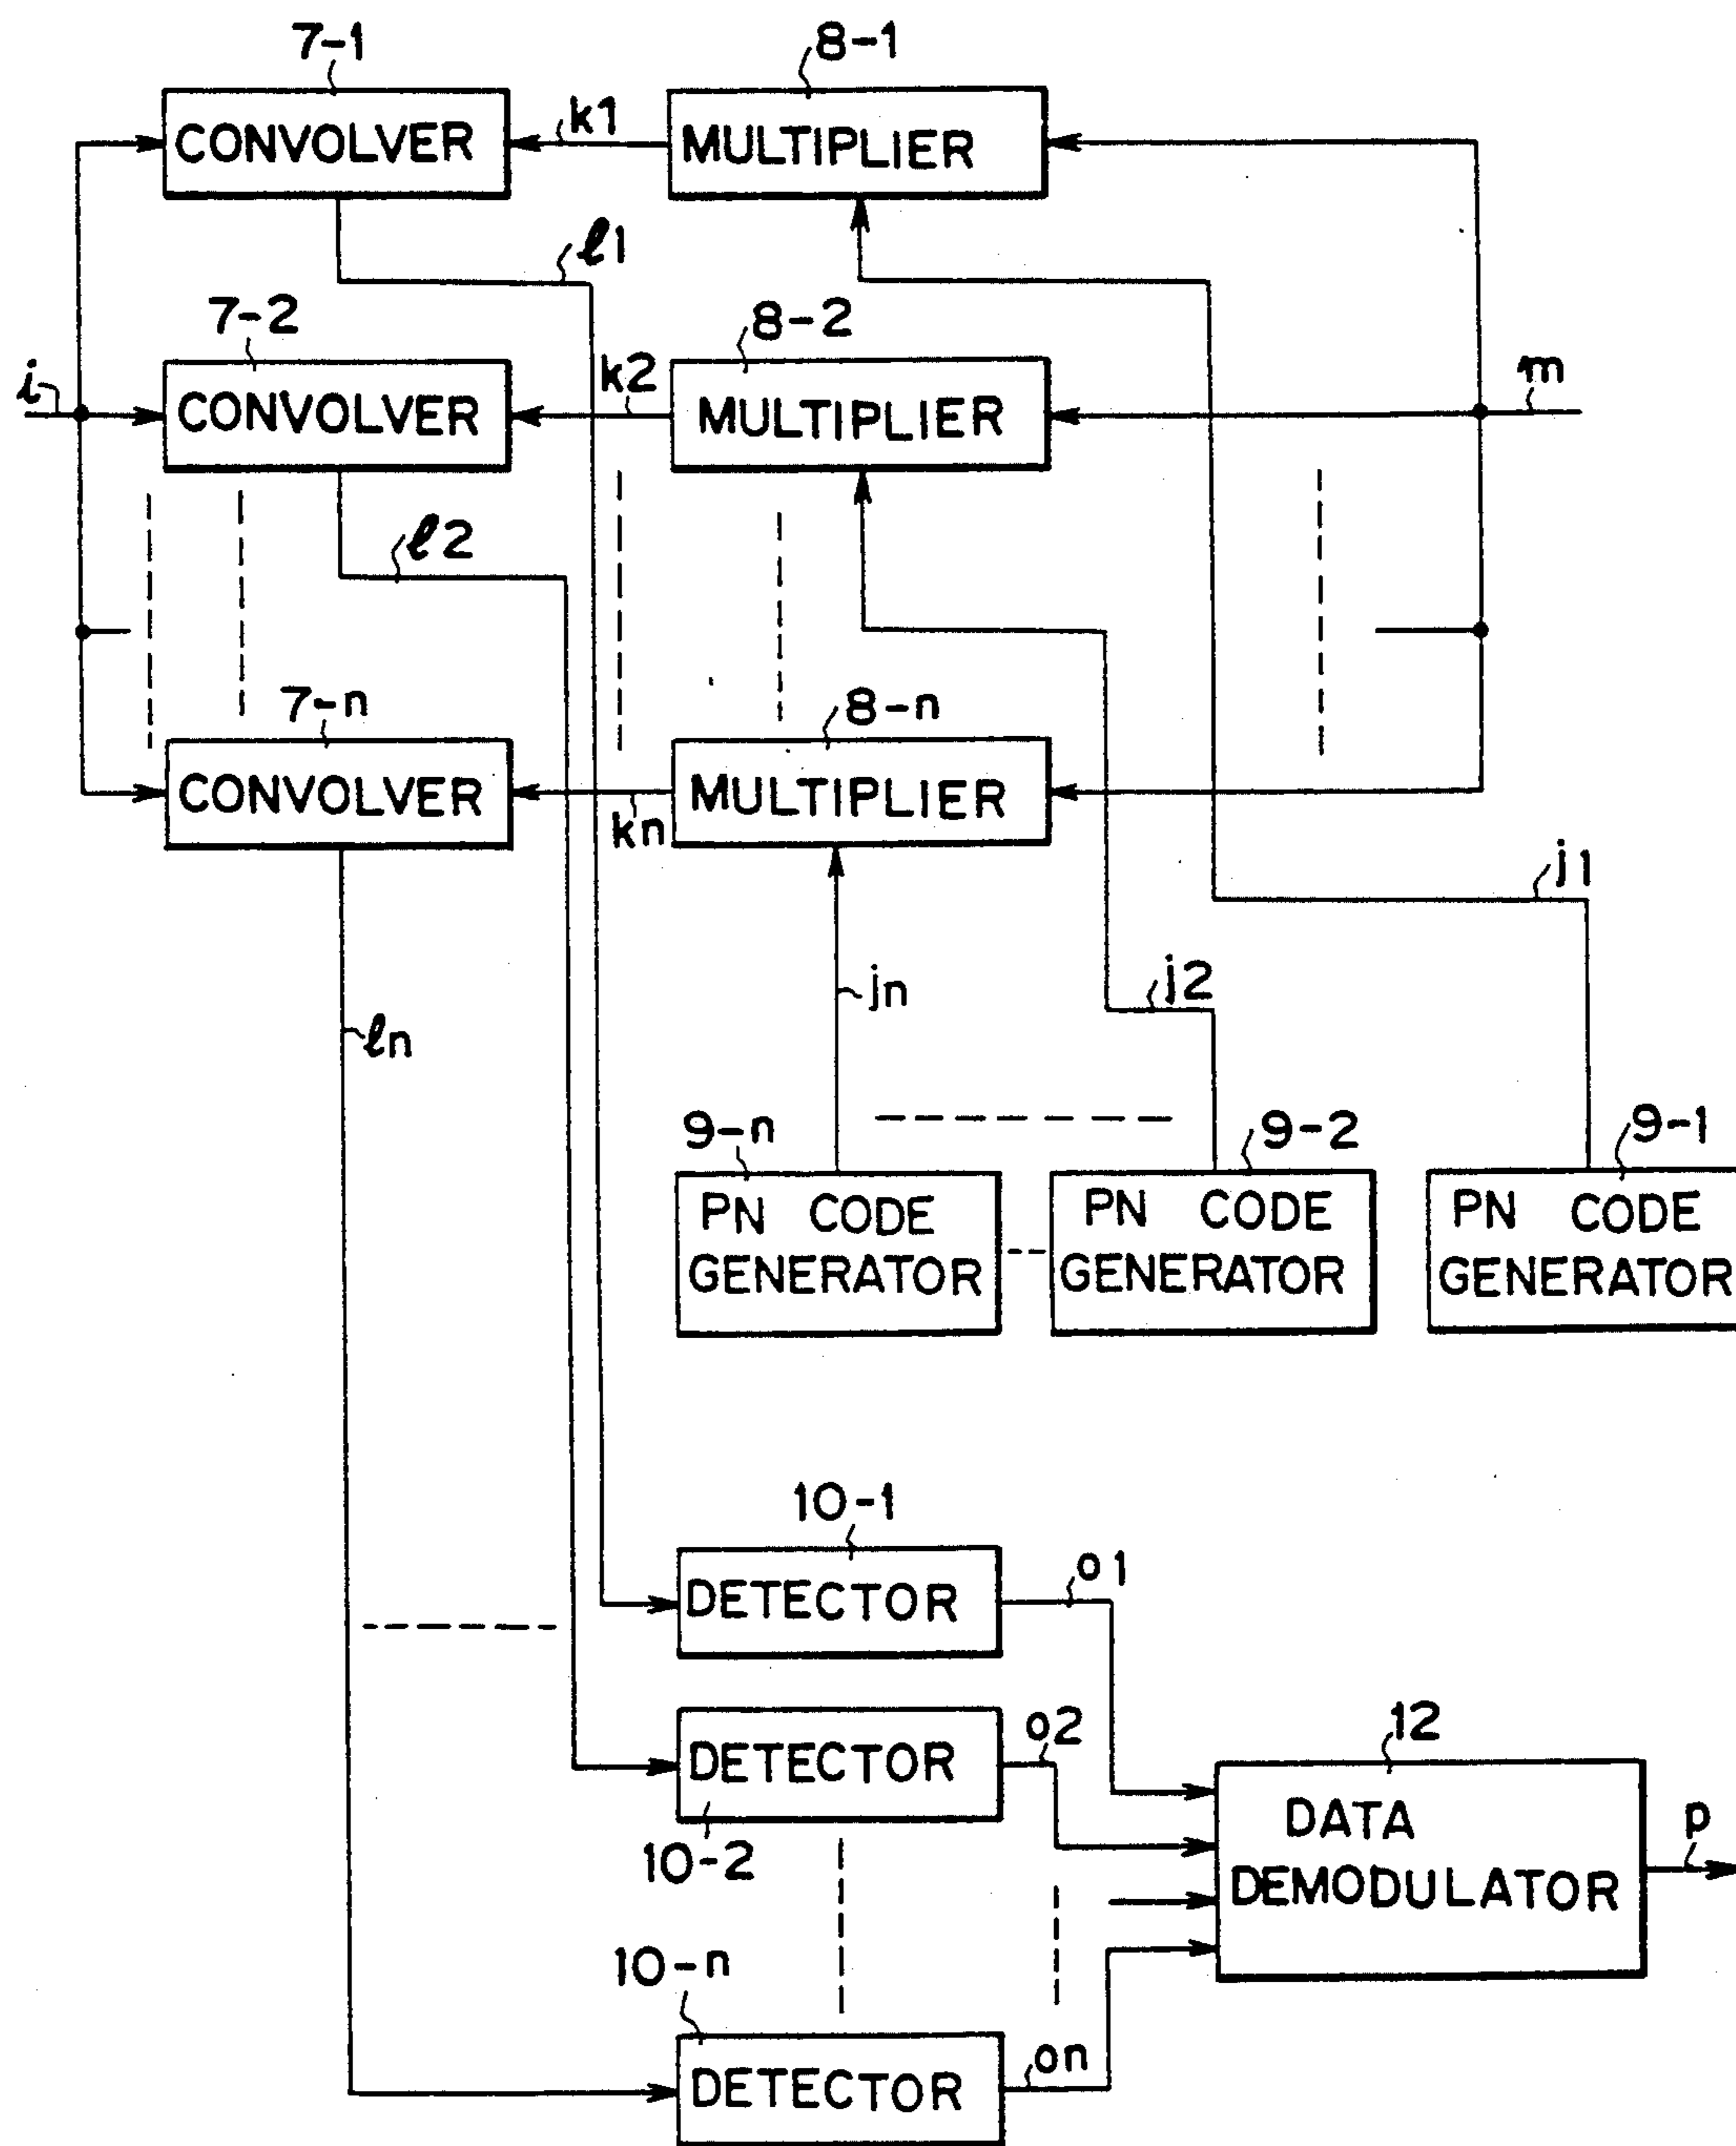 7-1
8-1
CONVOLVER
k1
MULTIPLIER
ℓ1
7-2
8-2
i
CONVOLVER
k2
MULTIPLIER
m
ℓ2
7-n
8-n
CONVOLVER
kn
MULTIPLIER
j1
jn
j2
ℓn
9-n
9-2
9-1
PN CODE
GENERATOR
PN CODE
GENERATOR
PN CODE
GENERATOR
10-1
DETECTOR
o1
DETECTOR
o2
10-2
12
DATA
DEMODULATOR
p
10-n
DETECTOR
on